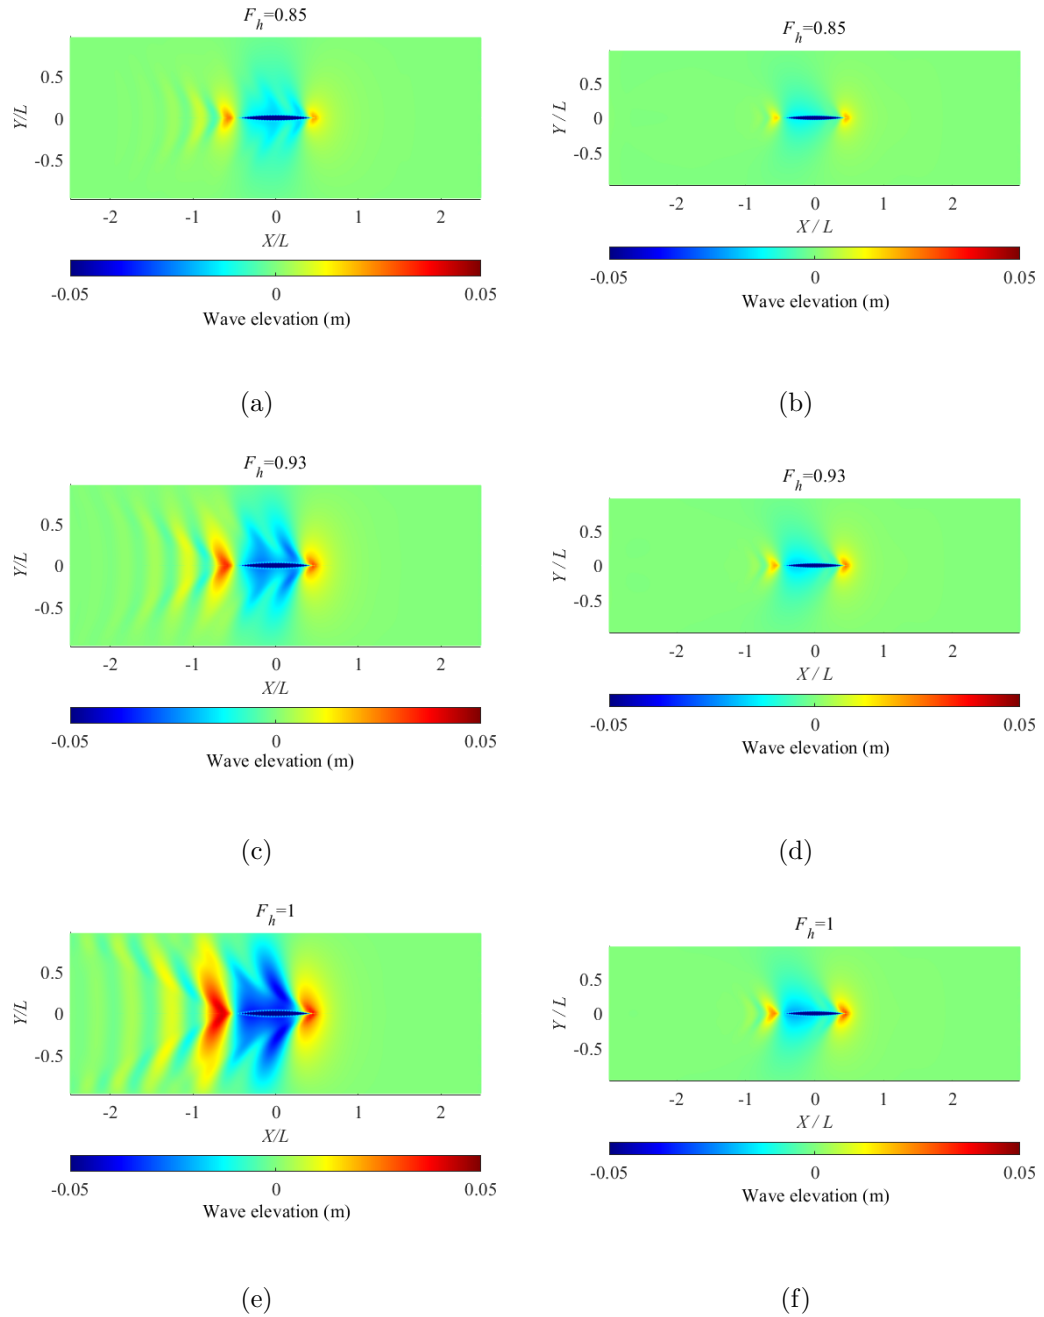 F_h=0.85
0.5
0
-0.5
Y/L
-2 -1 0 1 2
X/L
-0.05 0 0.05
Wave elevation (m)
(a)
F_h=0.85
0.5
0
-0.5
Y / L
-2 -1 0 1 2
X / L
-0.05 0 0.05
Wave elevation (m)
(b)
F_h=0.93
0.5
0
-0.5
Y/L
-2 -1 0 1 2
X/L
-0.05 0 0.05
Wave elevation (m)
(c)
F_h=0.93
0.5
0
-0.5
Y / L
-2 -1 0 1 2
X / L
-0.05 0 0.05
Wave elevation (m)
(d)
F_h=1
0.5
0
-0.5
Y/L
-2 -1 0 1 2
X/L
-0.05 0 0.05
Wave elevation (m)
(e)
F_h=1
0.5
0
-0.5
Y / L
-2 -1 0 1 2
X / L
-0.05 0 0.05
Wave elevation (m)
(f)